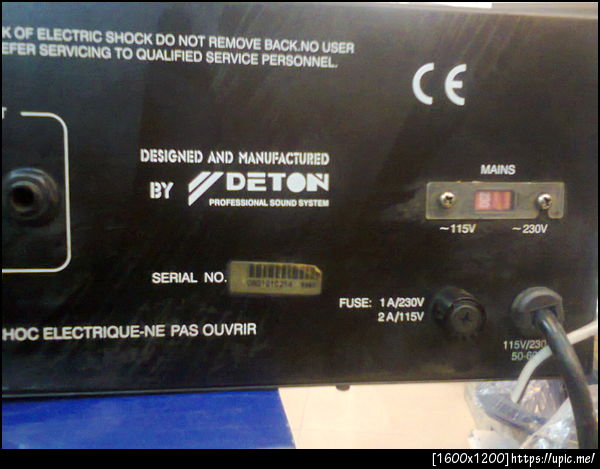 K OF ELECTRIC SHOCK DO NOT REMOVE BACK.NO USER
EFER SERVICING TO QUALIFIED SERVICE PERSONNEL.
CE
T
DESIGNED AND MANUFACTURED
BY DETON
PROFESSIONAL SOUND SYSTEM
MAINS
~115V ~230V
SERIAL NO.
FUSE: 1A/230V
2A/115V
HOC ELECTRIQUE-NE PAS OUVRIR
115V/230
50-60
[1600x1200]https://upic.me/